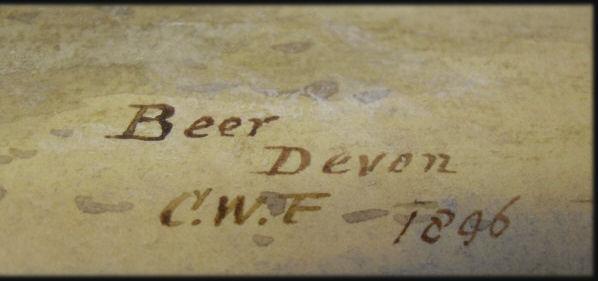 Beer
Devon
C.W.F 1896